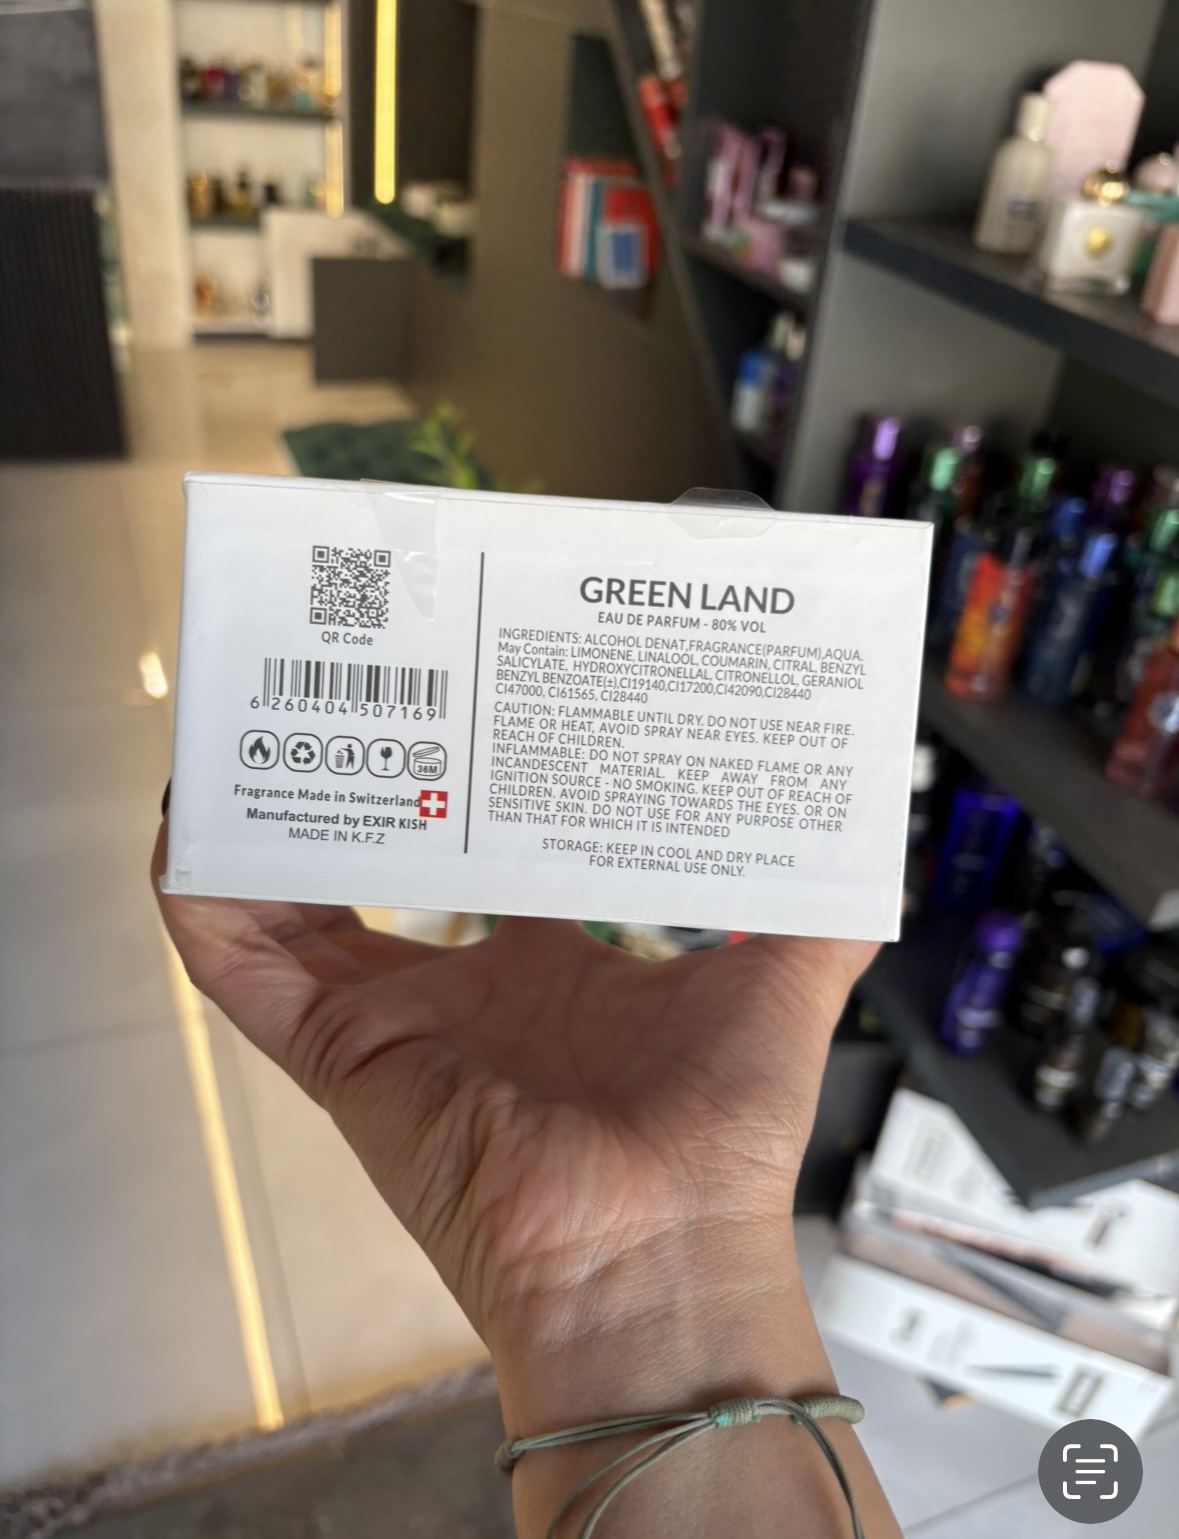 QR Code
6 260404 507169
36M
Fragrance Made in Switzerland
Manufactured by EXIR KISH
MADE IN K.F.Z
GREEN LAND
EAU DE PARFUM - 80% VOL
INGREDIENTS: ALCOHOL DENAT,FRAGRANCE(PARFUM),AQUA.
May Contain: LIMONENE, LINALOOL, COUMARIN, CITRAL, BENZYL
SALICYLATE, HYDROXYCITRONELLAL, CITRONELLOL, GERANIOL
BENZYL BENZOATE(±),CI19140,CI17200,CI42090,CI28440
CI47000, CI61565, CI28440
CAUTION: FLAMMABLE UNTIL DRY. DO NOT USE NEAR FIRE.
FLAME OR HEAT, AVOID SPRAY NEAR EYES. KEEP OUT OF
REACH OF CHILDREN.
INFLAMMABLE: DO NOT SPRAY ON NAKED FLAME OR ANY
INCANDESCENT MATERIAL. KEEP AWAY FROM ANY
IGNITION SOURCE - NO SMOKING. KEEP OUT OF REACH OF
CHILDREN. AVOID SPRAYING TOWARDS THE EYES. OR ON
SENSITIVE SKIN. DO NOT USE FOR ANY PURPOSE OTHER
THAN THAT FOR WHICH IT IS INTENDED
STORAGE: KEEP IN COOL AND DRY PLACE
FOR EXTERNAL USE ONLY.